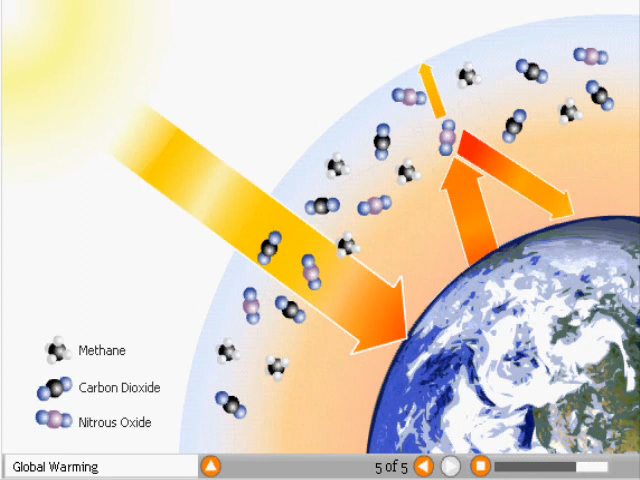 Methane
Carbon Dioxide
Nitrous Oxide
Global Warming
5 of 5